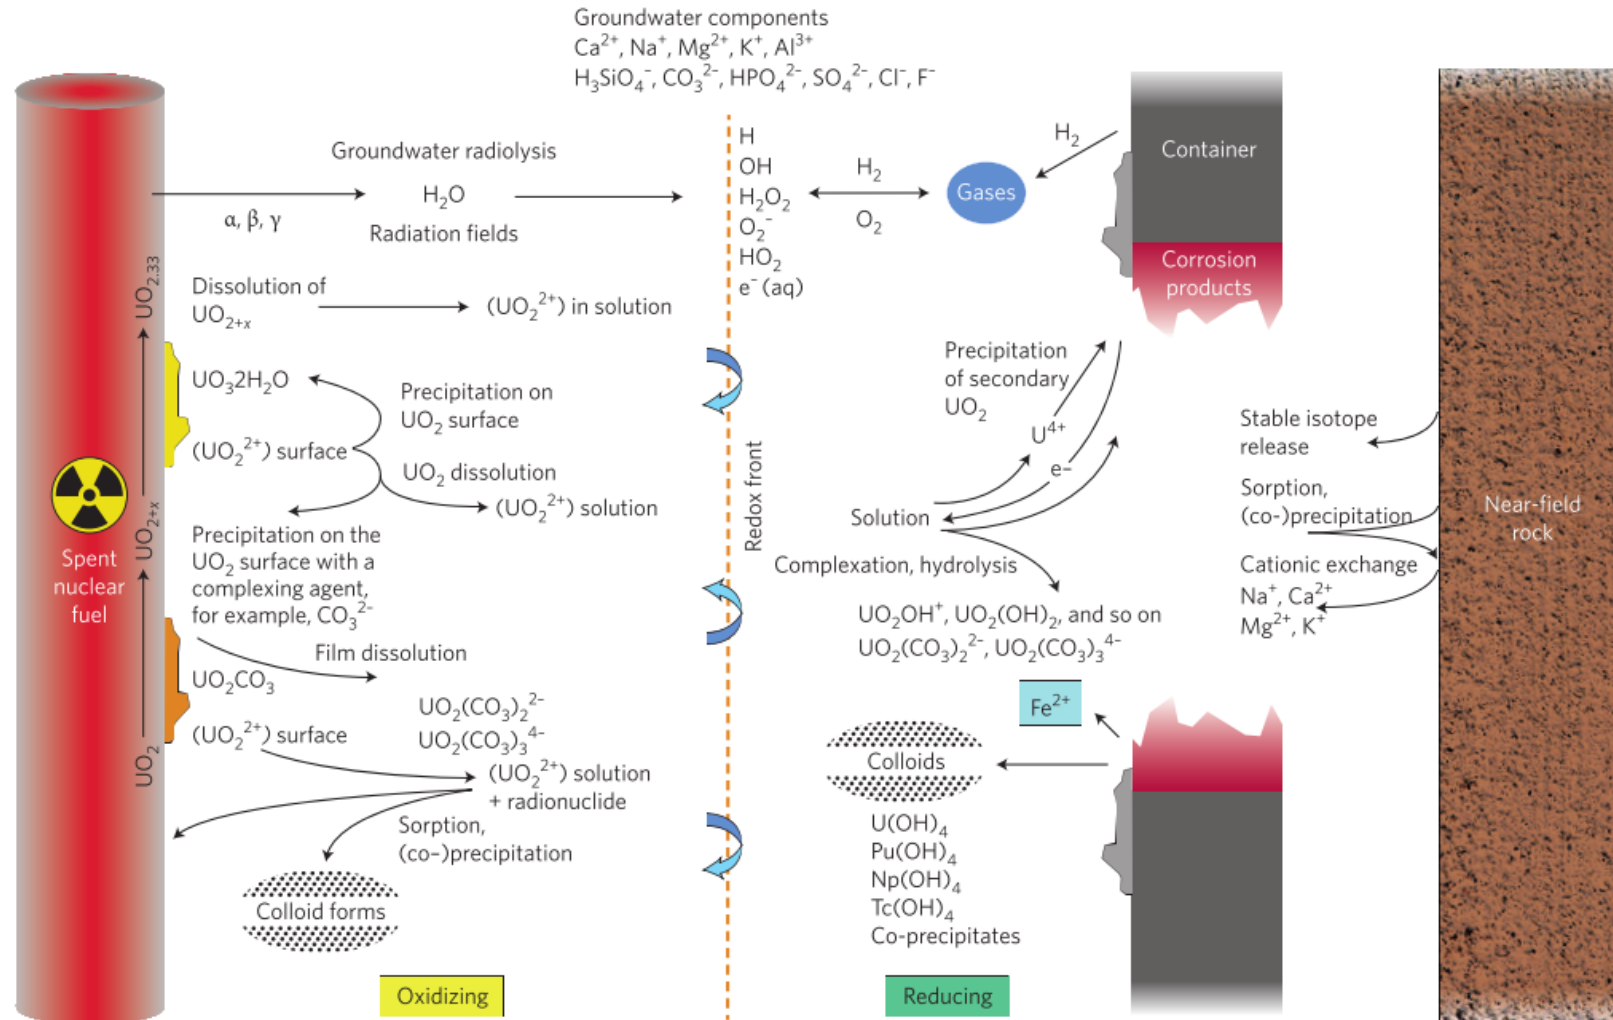 Groundwater components
Ca²⁺, Na⁺, Mg²⁺, K⁺, Al³⁺
H₃SiO₄⁻, CO₃²⁻, HPO₄²⁻, SO₄²⁻, Cl⁻, F⁻
Groundwater radiolysis
H₂O
α, β, γ
Radiation fields
H
OH
H₂O₂
O₂⁻
HO₂
e⁻ (aq)
H₂
O₂
Gases
H₂
Container
Corrosion
products
UO₂.₃₃
UO₂₊ₓ
UO₂
Spent
nuclear
fuel
Dissolution of
UO₂₊ₓ
(UO₂²⁺) in solution
UO₃2H₂O
Precipitation on
UO₂ surface
(UO₂²⁺) surface
UO₂ dissolution
(UO₂²⁺) solution
Precipitation on the
UO₂ surface with a
complexing agent,
for example, CO₃²⁻
Film dissolution
UO₂CO₃
UO₂(CO₃)₂²⁻
UO₂(CO₃)₃⁴⁻
(UO₂²⁺) surface
(UO₂²⁺) solution
+ radionuclide
Sorption,
(co-)precipitation
Colloid forms
Oxidizing
Redox front
Precipitation
of secondary
UO₂
U⁴⁺
e-
Solution
Complexation, hydrolysis
UO₂OH⁺, UO₂(OH)₂, and so on
UO₂(CO₃)₂²⁻, UO₂(CO₃)₃⁴⁻
Fe²⁺
Colloids
U(OH)₄
Pu(OH)₄
Np(OH)₄
Tc(OH)₄
Co-precipitates
Reducing
Stable isotope
release
Sorption,
(co-)precipitation
Cationic exchange
Na⁺, Ca²⁺
Mg²⁺, K⁺
Near-field
rock